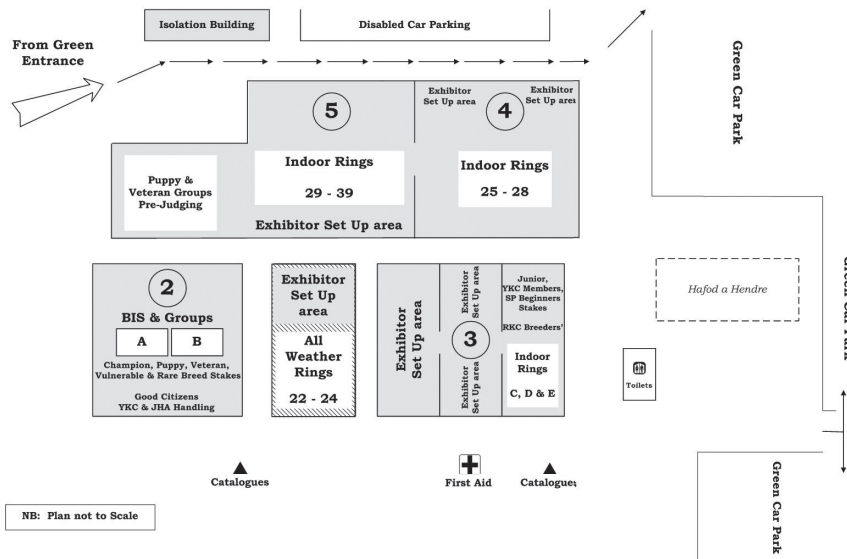 Isolation Building
Disabled Car Parking
From Green
Entrance
Green Car Park
5
Exhibitor
Set Up area
4
Exhibitor
Set Up area
Puppy &
Veteran Groups
Pre-Judging
Indoor Rings
29 - 39
Exhibitor Set Up area
Indoor Rings
25 - 28
Hafod a Hendre
Green Car Park
2
BIS & Groups
A
B
Champion, Puppy, Veteran,
Vulnerable & Rare Breed Stakes
Good Citizens
YKC & JHA Handling
Exhibitor
Set Up
area
All
Weather
Rings
22 - 24
Exhibitor
Set Up area
Exhibitor
Set Up area
3
Exhibitor
Set Up area
Junior,
YKC Members,
SP Beginners
Stakes
RKC Breeders'
Indoor
Rings
C, D & E
Toilets
Catalogues
First Aid
Catalogues
Green Car Park
NB: Plan not to Scale